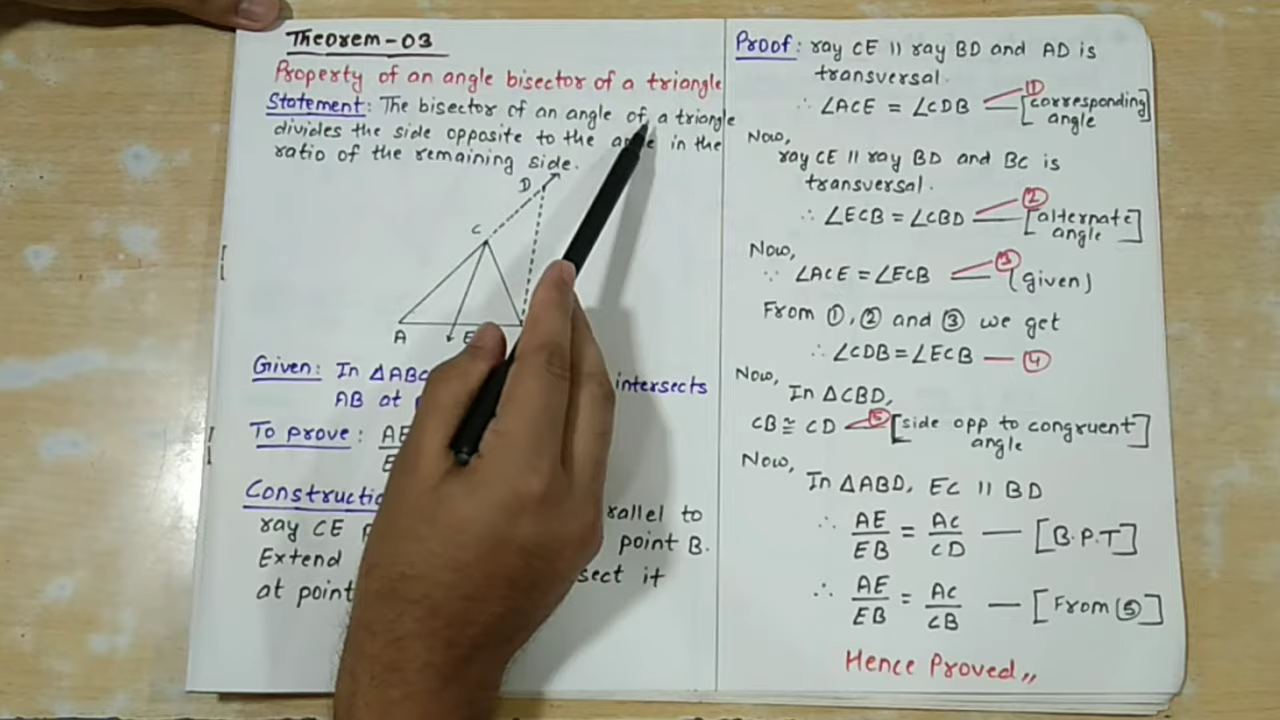 Theorem-03
Property of an angle bisector of a triangle
Statement: The bisector of an angle of a triangle
divides the side opposite to the in the
ratio of the remaining side.
D
C
A E
Given: In ΔABC intersects
AB at
To prove: AE
Construction
ray CE parallel to
point B.
Extend
at point it
Proof: ray CE || ray BD and AD is
transversal.
∴ ∠ACE = ∠CDB — ① [corresponding
angle]
Now,
ray CE || ray BD and BC is
transversal.
∴ ∠ECB = ∠CBD — ② [alternate
angle]
Now,
∵ ∠ACE = ∠ECB — ③ (given)
From ①, ② and ③ we get
∴ ∠CDB = ∠ECB — ④
Now,
In ΔCBD,
CB ≅ CD — ⑤ [side opp to congruent
angle]
Now,
In ΔABD, EC || BD
∴ AE/EB = AC/CD — [B.P.T]
∴ AE/EB = AC/CB — [From ⑤]
Hence Proved,,